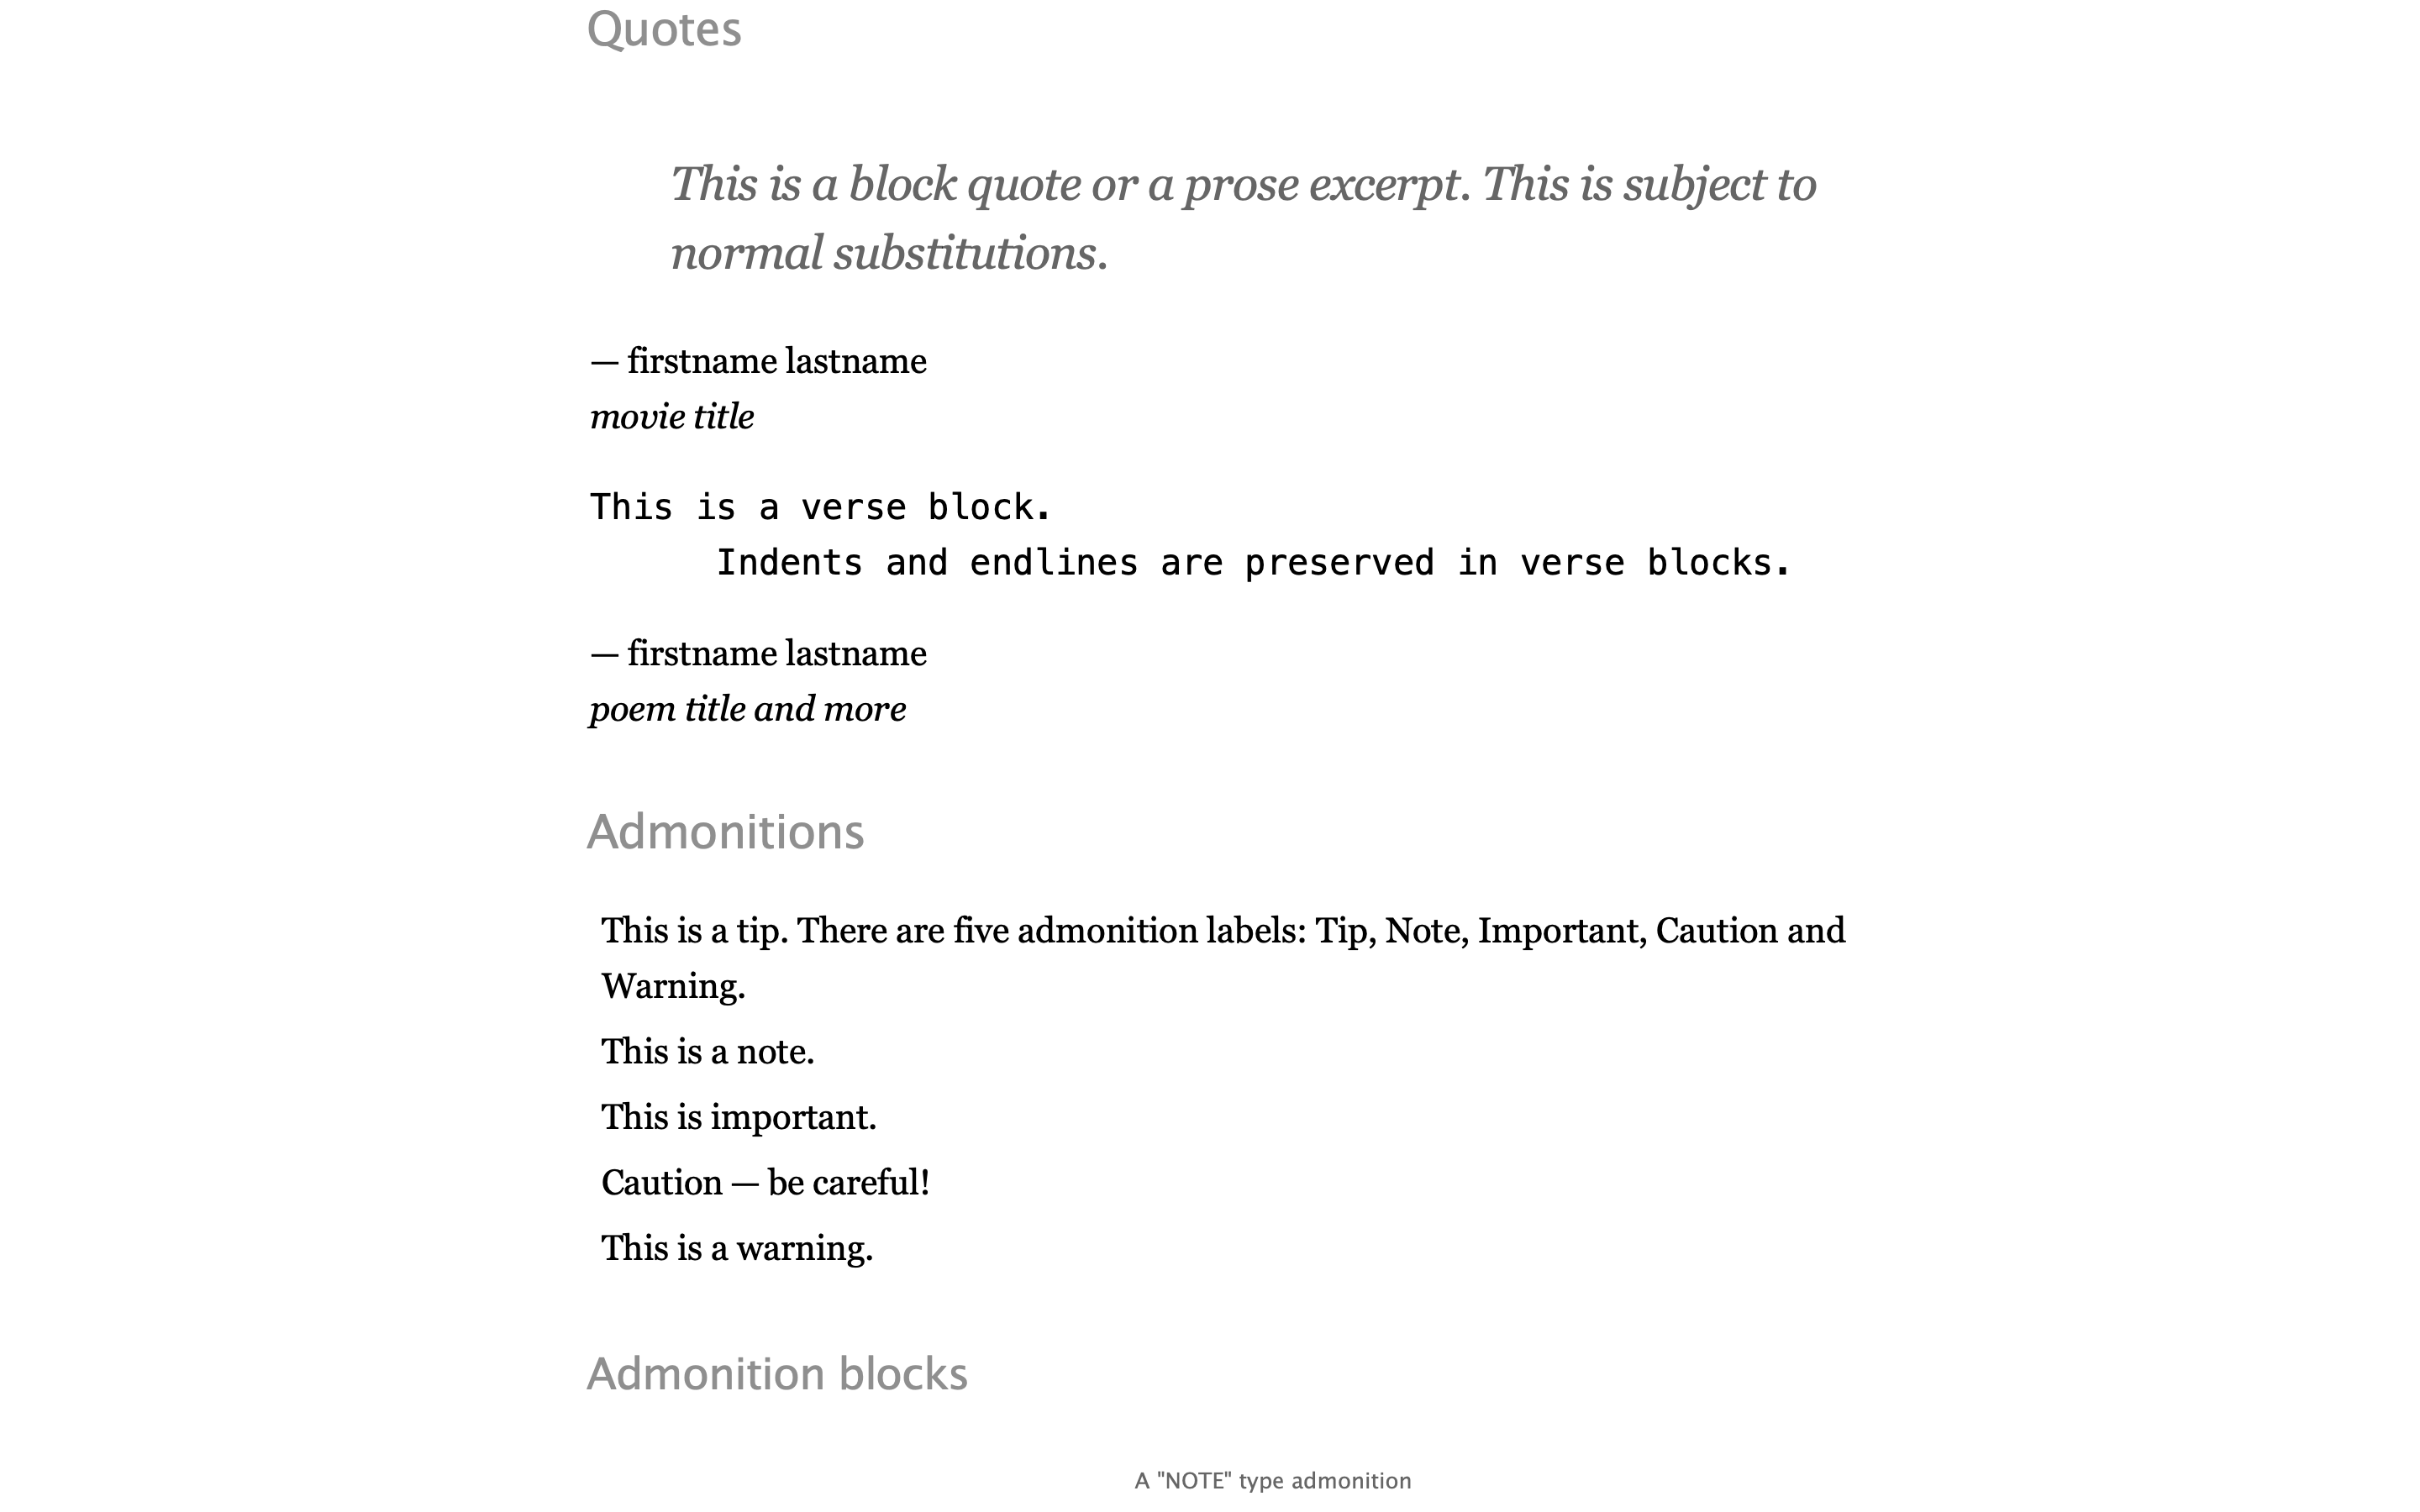 Quotes
This is a block quote or a prose excerpt. This is subject to
normal substitutions.
— firstname lastname
movie title
This is a verse block.
      Indents and endlines are preserved in verse blocks.
— firstname lastname
poem title and more
Admonitions
This is a tip. There are five admonition labels: Tip, Note, Important, Caution and
Warning.
This is a note.
This is important.
Caution — be careful!
This is a warning.
Admonition blocks
A "NOTE" type admonition